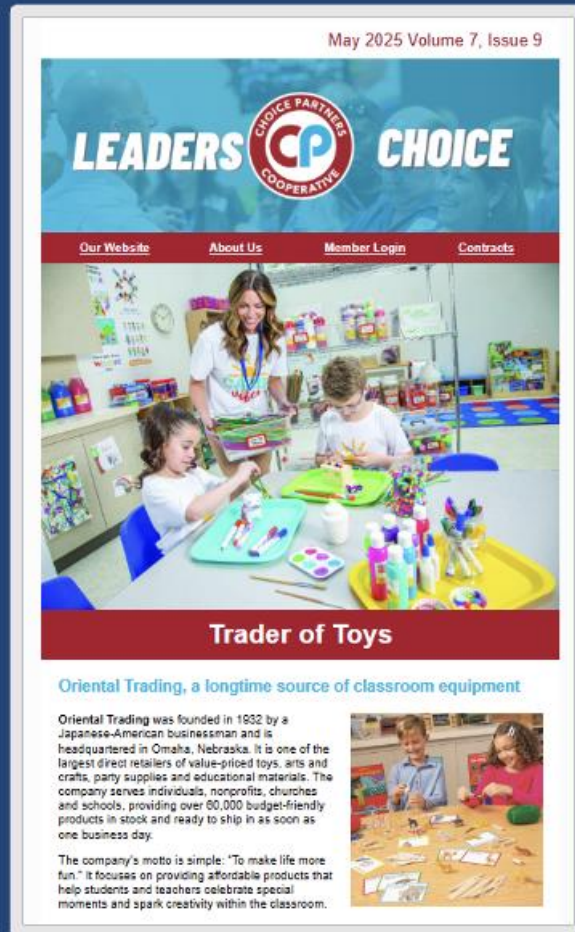 May 2025 Volume 7, Issue 9
LEADERS
CHOICE PARTNERS
CP
COOPERATIVE
CHOICE
Our Website
About Us
Member Login
Contracts
Trader of Toys
Oriental Trading, a longtime source of classroom equipment
Oriental Trading was founded in 1932 by a
Japanese-American businessman and is
headquartered in Omaha, Nebraska. It is one of the
largest direct retailers of value-priced toys, arts and
crafts, party supplies and educational materials. The
company serves individuals, nonprofits, churches
and schools, providing over 60,000 budget-friendly
products in stock and ready to ship in as soon as
one business day.
The company's motto is simple: "To make life more
fun." It focuses on providing affordable products that
help students and teachers celebrate special
moments and spark creativity within the classroom.